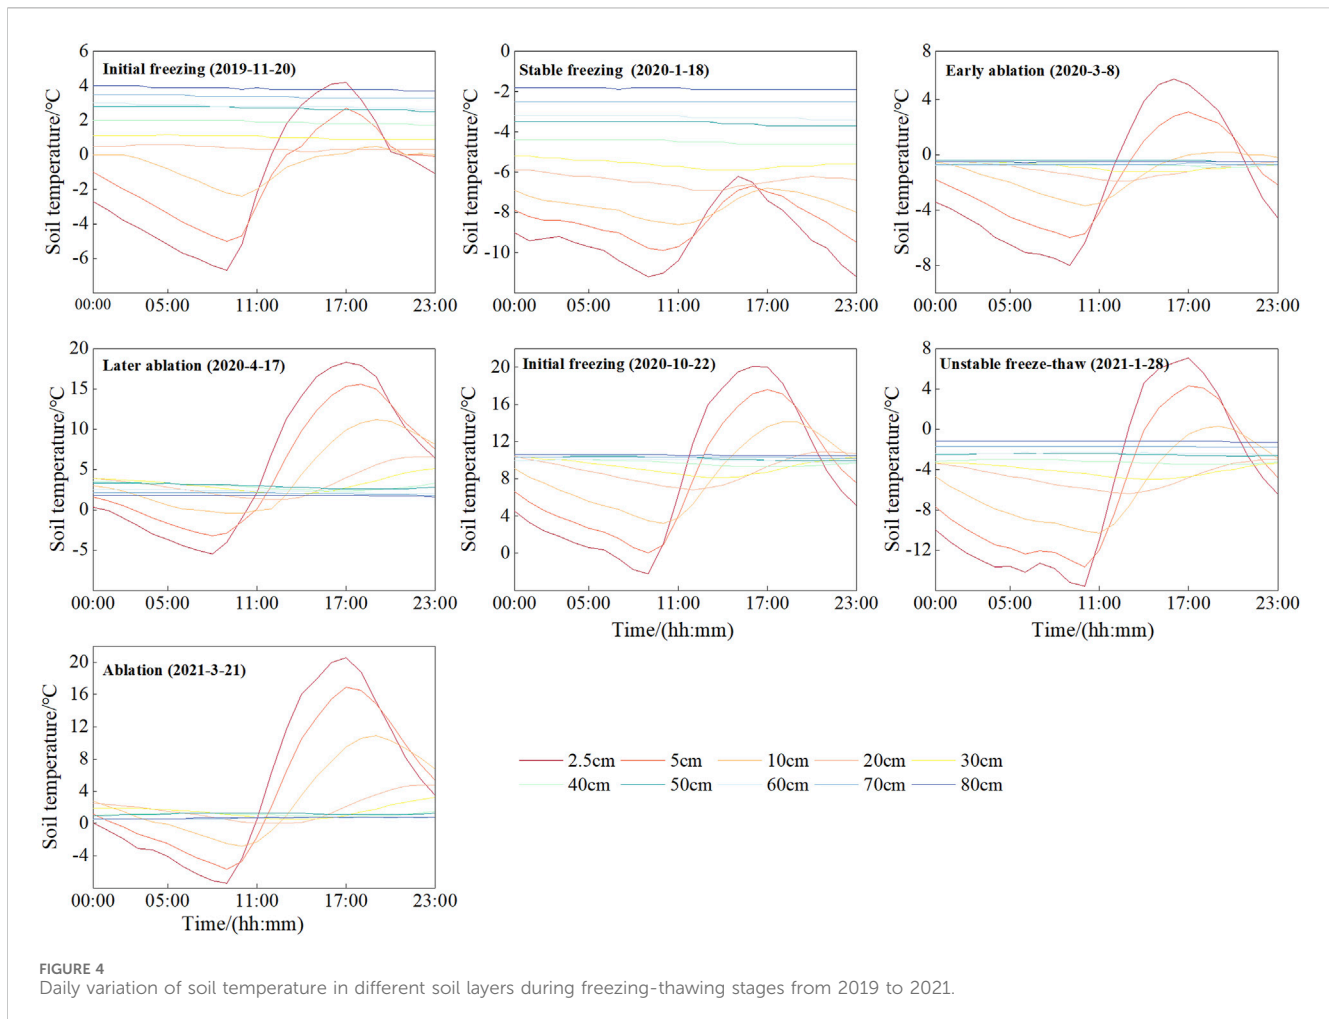 Initial freezing (2019-11-20)
Soil temperature/°C
6
4
2
0
-2
-4
-6
00:00 05:00 11:00 17:00 23:00
Stable freezing (2020-1-18)
Soil temperature/°C
0
-2
-4
-6
-8
-10
00:00 05:00 11:00 17:00 23:00
Early ablation (2020-3-8)
Soil temperature/°C
8
4
0
-4
-8
00:00 05:00 11:00 17:00 23:00
Later ablation (2020-4-17)
Soil temperature/°C
20
15
10
5
0
-5
00:00 05:00 11:00 17:00 23:00
Initial freezing (2020-10-22)
Soil temperature/°C
20
16
12
8
4
0
00:00 05:00 11:00 17:00 23:00
Time/(hh:mm)
Unstable freeze-thaw (2021-1-28)
Soil temperature/°C
8
4
0
-4
-8
-12
00:00 05:00 11:00 17:00 23:00
Time/(hh:mm)
Ablation (2021-3-21)
Soil temperature/°C
20
16
12
8
4
0
-4
00:00 05:00 11:00 17:00 23:00
Time/(hh:mm)
2.5cm 5cm 10cm 20cm 30cm
40cm 50cm 60cm 70cm 80cm
FIGURE 4
Daily variation of soil temperature in different soil layers during freezing-thawing stages from 2019 to 2021.